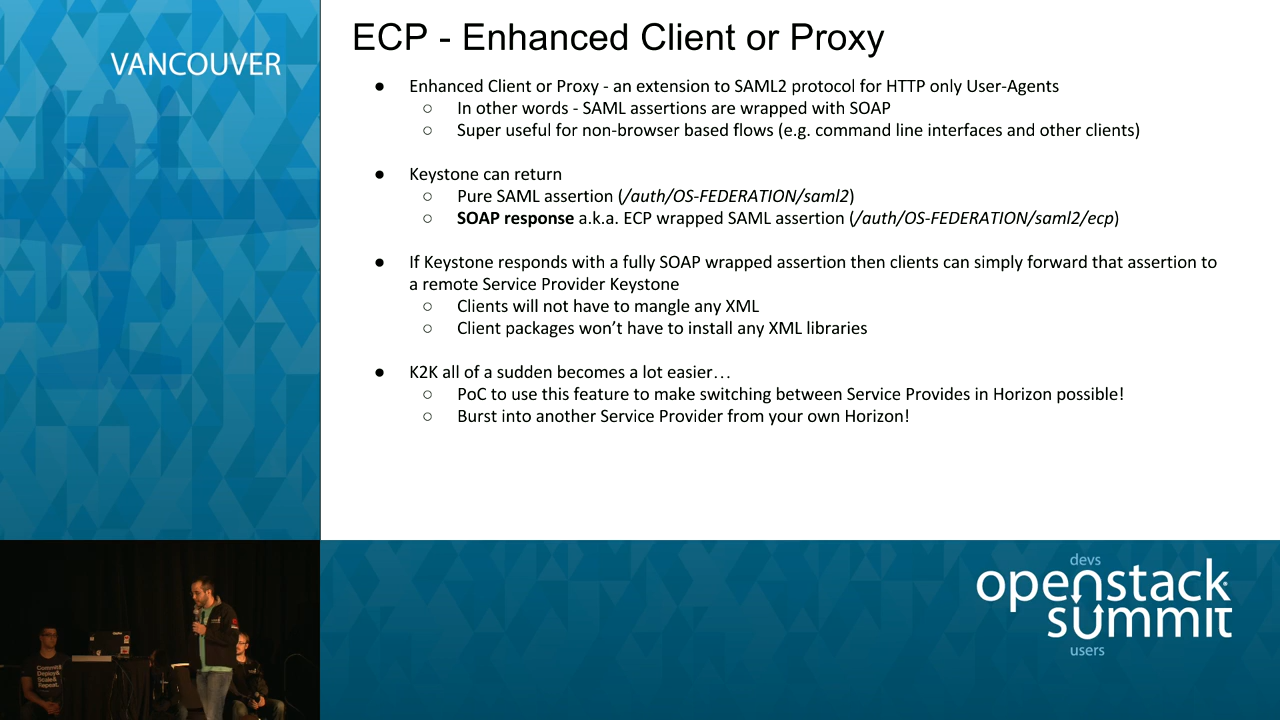 VANCOUVER
ECP - Enhanced Client or Proxy
● Enhanced Client or Proxy - an extension to SAML2 protocol for HTTP only User-Agents
○ In other words - SAML assertions are wrapped with SOAP
○ Super useful for non-browser based flows (e.g. command line interfaces and other clients)
● Keystone can return
○ Pure SAML assertion (/auth/OS-FEDERATION/saml2)
○ SOAP response a.k.a. ECP wrapped SAML assertion (/auth/OS-FEDERATION/saml2/ecp)
● If Keystone responds with a fully SOAP wrapped assertion then clients can simply forward that assertion to
a remote Service Provider Keystone
○ Clients will not have to mangle any XML
○ Client packages won’t have to install any XML libraries
● K2K all of a sudden becomes a lot easier…
○ PoC to use this feature to make switching between Service Provides in Horizon possible!
○ Burst into another Service Provider from your own Horizon!
Commit&
Deploy&
Scale&
Repeat.
devs
openstack
summit
users